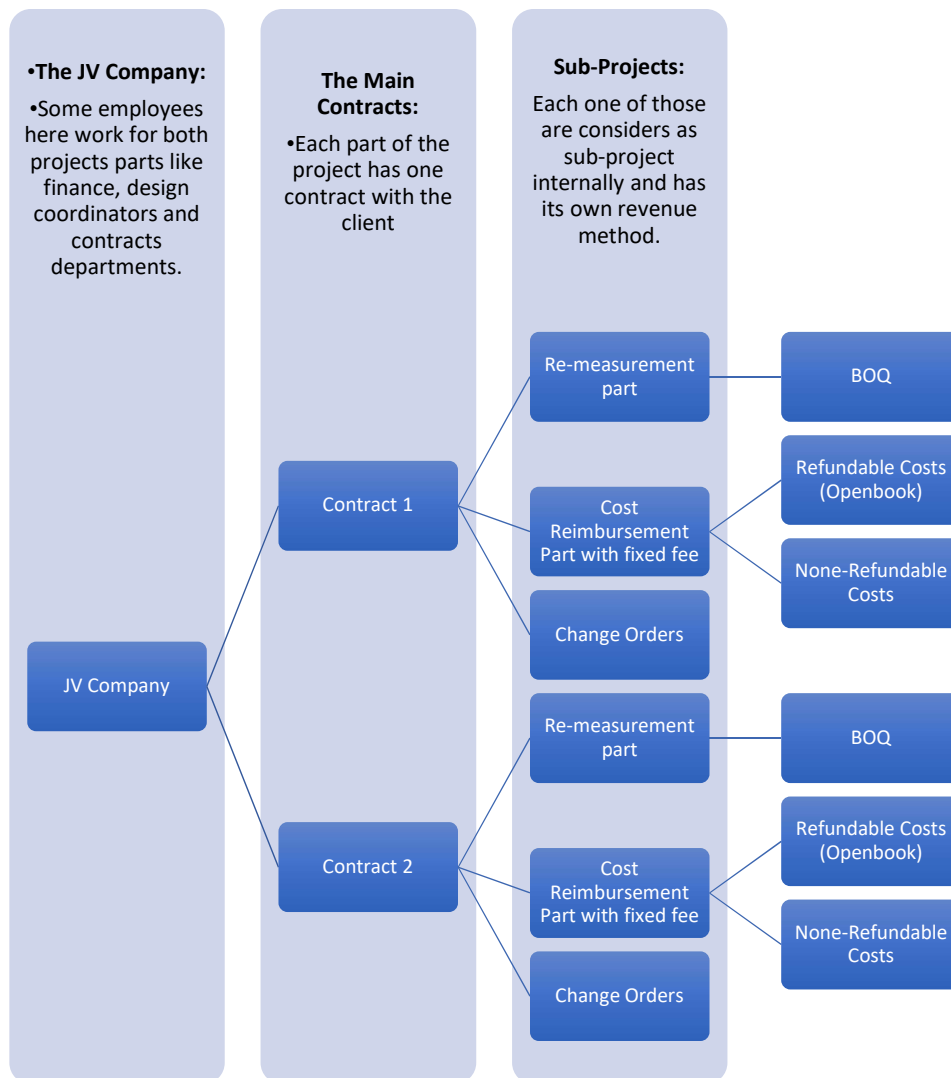 •The JV Company:
•Some employees
here work for both
projects parts like
finance, design
coordinators and
contracts
departments.
The Main
Contracts:
•Each part of the
project has one
contract with the
client
Sub-Projects:
Each one of those
are considers as
sub-project
internally and has
its own revenue
method.
JV Company
Contract 1
Re-measurement
part
BOQ
Cost
Reimbursement
Part with fixed fee
Refundable Costs
(Openbook)
None-Refundable
Costs
Change Orders
Contract 2
Re-measurement
part
BOQ
Cost
Reimbursement
Part with fixed fee
Refundable Costs
(Openbook)
None-Refundable
Costs
Change Orders